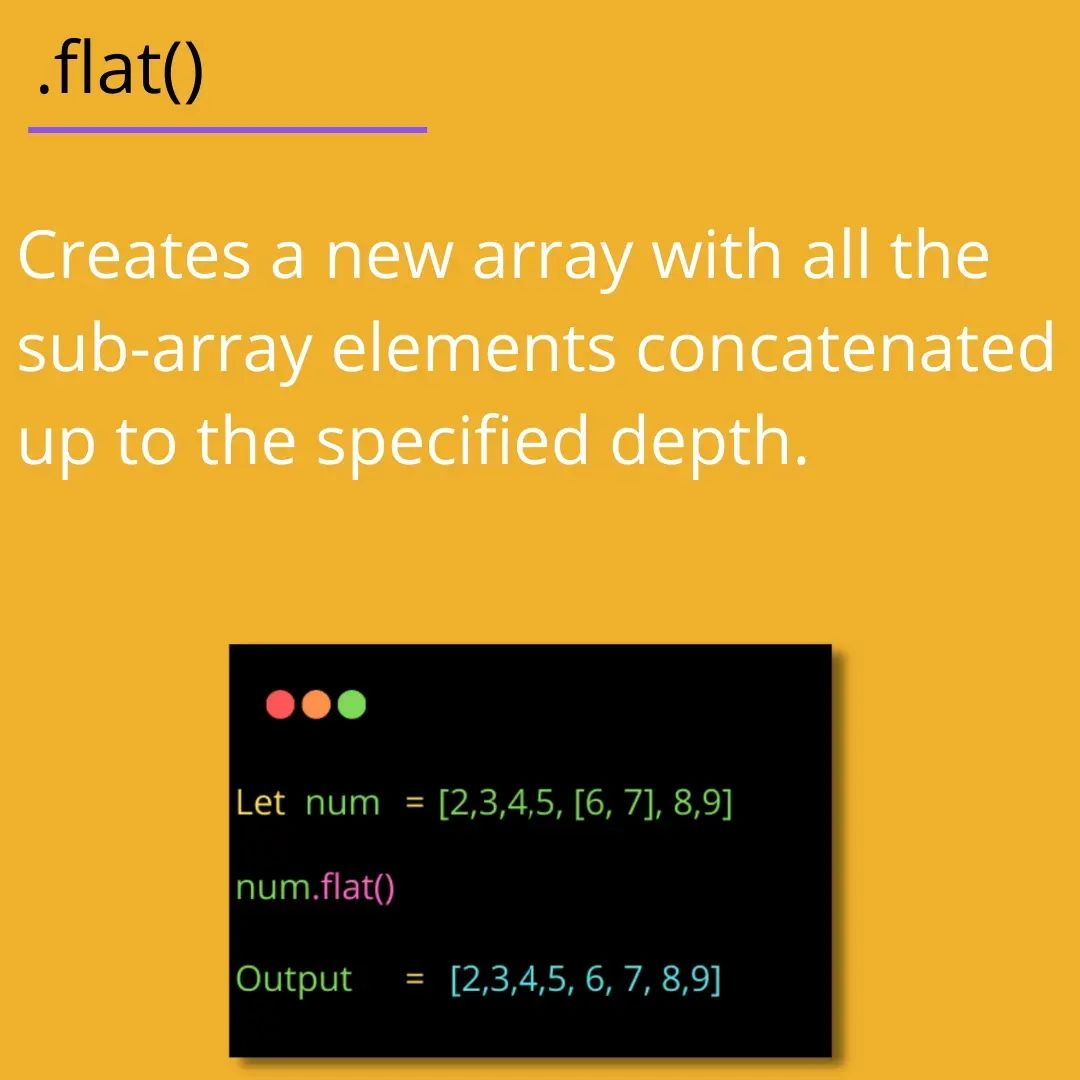 .flat()
Creates a new array with all the
sub-array elements concatenated
up to the specified depth.
Let num = [2,3,4,5, [6, 7], 8,9]
num.flat()
Output = [2,3,4,5, 6, 7, 8,9]